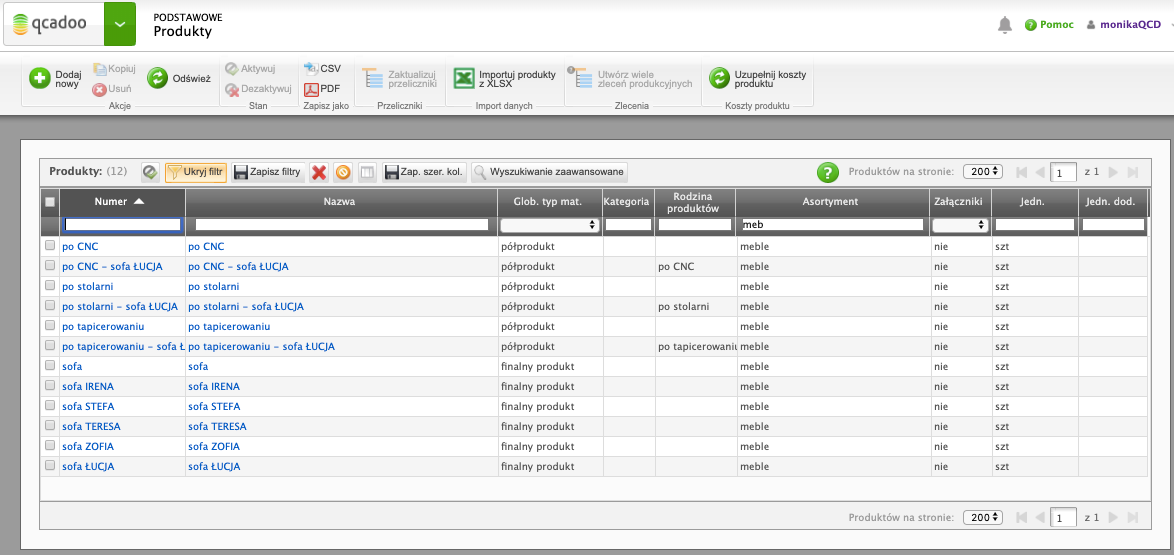 qcadoo
PODSTAWOWE
Produkty
Pomoc monikaQCD
Dodaj nowy Kopiuj Usuń Odśwież
Akcje
Aktywuj Dezaktywuj
Stan
CSV PDF
Zapisz jako
Zaktualizuj przeliczniki
Przeliczniki
Importuj produkty z XLSX
Import danych
Utwórz wiele zleceń produkcyjnych
Zlecenia
Uzupełnij koszty produktu
Koszty produktu
Produkty: (12) Ukryj filtr Zapisz filtry Zap. szer. kol. Wyszukiwanie zaawansowane Produktów na stronie: 200 1 z 1
Numer Nazwa Glob. typ mat. Kategoria Rodzina produktów Asortyment Załączniki Jedn. Jedn. dod.
meb
po CNC po CNC półprodukt meble nie szt
po CNC – sofa ŁUCJA po CNC – sofa ŁUCJA półprodukt po CNC meble nie szt
po stolarni po stolarni półprodukt meble nie szt
po stolarni – sofa ŁUCJA po stolarni – sofa ŁUCJA półprodukt po stolarni meble nie szt
po tapicerowaniu po tapicerowaniu półprodukt meble nie szt
po tapicerowaniu – sofa Ł po tapicerowaniu – sofa ŁUCJA półprodukt po tapicerowaniu meble nie szt
sofa sofa finalny produkt meble nie szt
sofa IRENA sofa IRENA finalny produkt meble nie szt
sofa STEFA sofa STEFA finalny produkt meble nie szt
sofa TERESA sofa TERESA finalny produkt meble nie szt
sofa ZOFIA sofa ZOFIA finalny produkt meble nie szt
sofa ŁUCJA sofa ŁUCJA finalny produkt meble nie szt
Produktów na stronie: 200 1 z 1